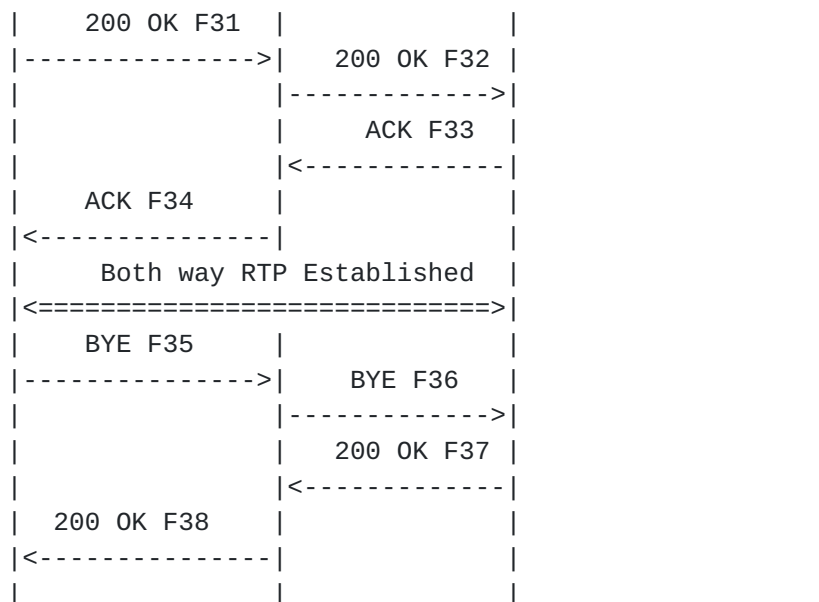 |    200 OK F31  |              |
|--------------->|   200 OK F32 |
|                |------------->|
|                |     ACK F33  |
|                |<-------------|
|    ACK F34     |              |
|<---------------|              |
|     Both way RTP Established  |
|<=============================>|
|    BYE F35     |              |
|--------------->|    BYE F36   |
|                |------------->|
|                |   200 OK F37 |
|                |<-------------|
|  200 OK F38    |              |
|<---------------|              |
|                |              |